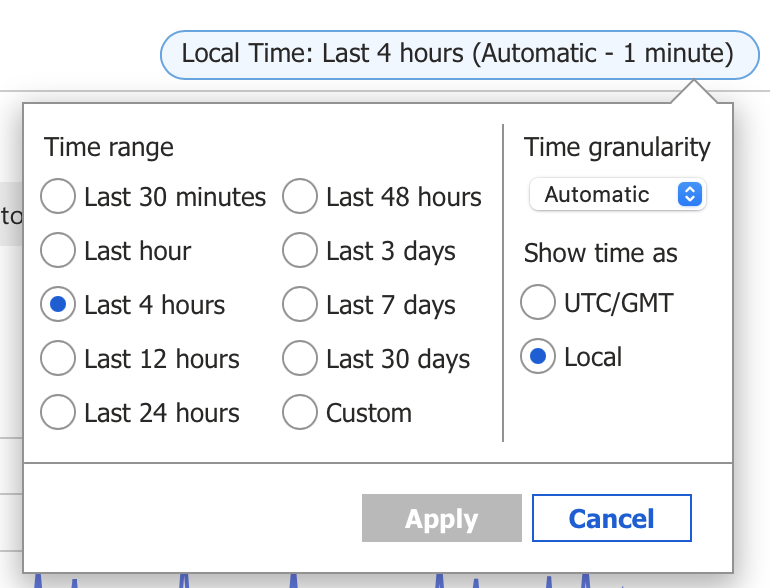 Local Time: Last 4 hours (Automatic - 1 minute)
to
Time range
Last 30 minutes
Last hour
Last 4 hours
Last 12 hours
Last 24 hours
Last 48 hours
Last 3 days
Last 7 days
Last 30 days
Custom
Time granularity
Automatic
Show time as
UTC/GMT
Local
Apply
Cancel